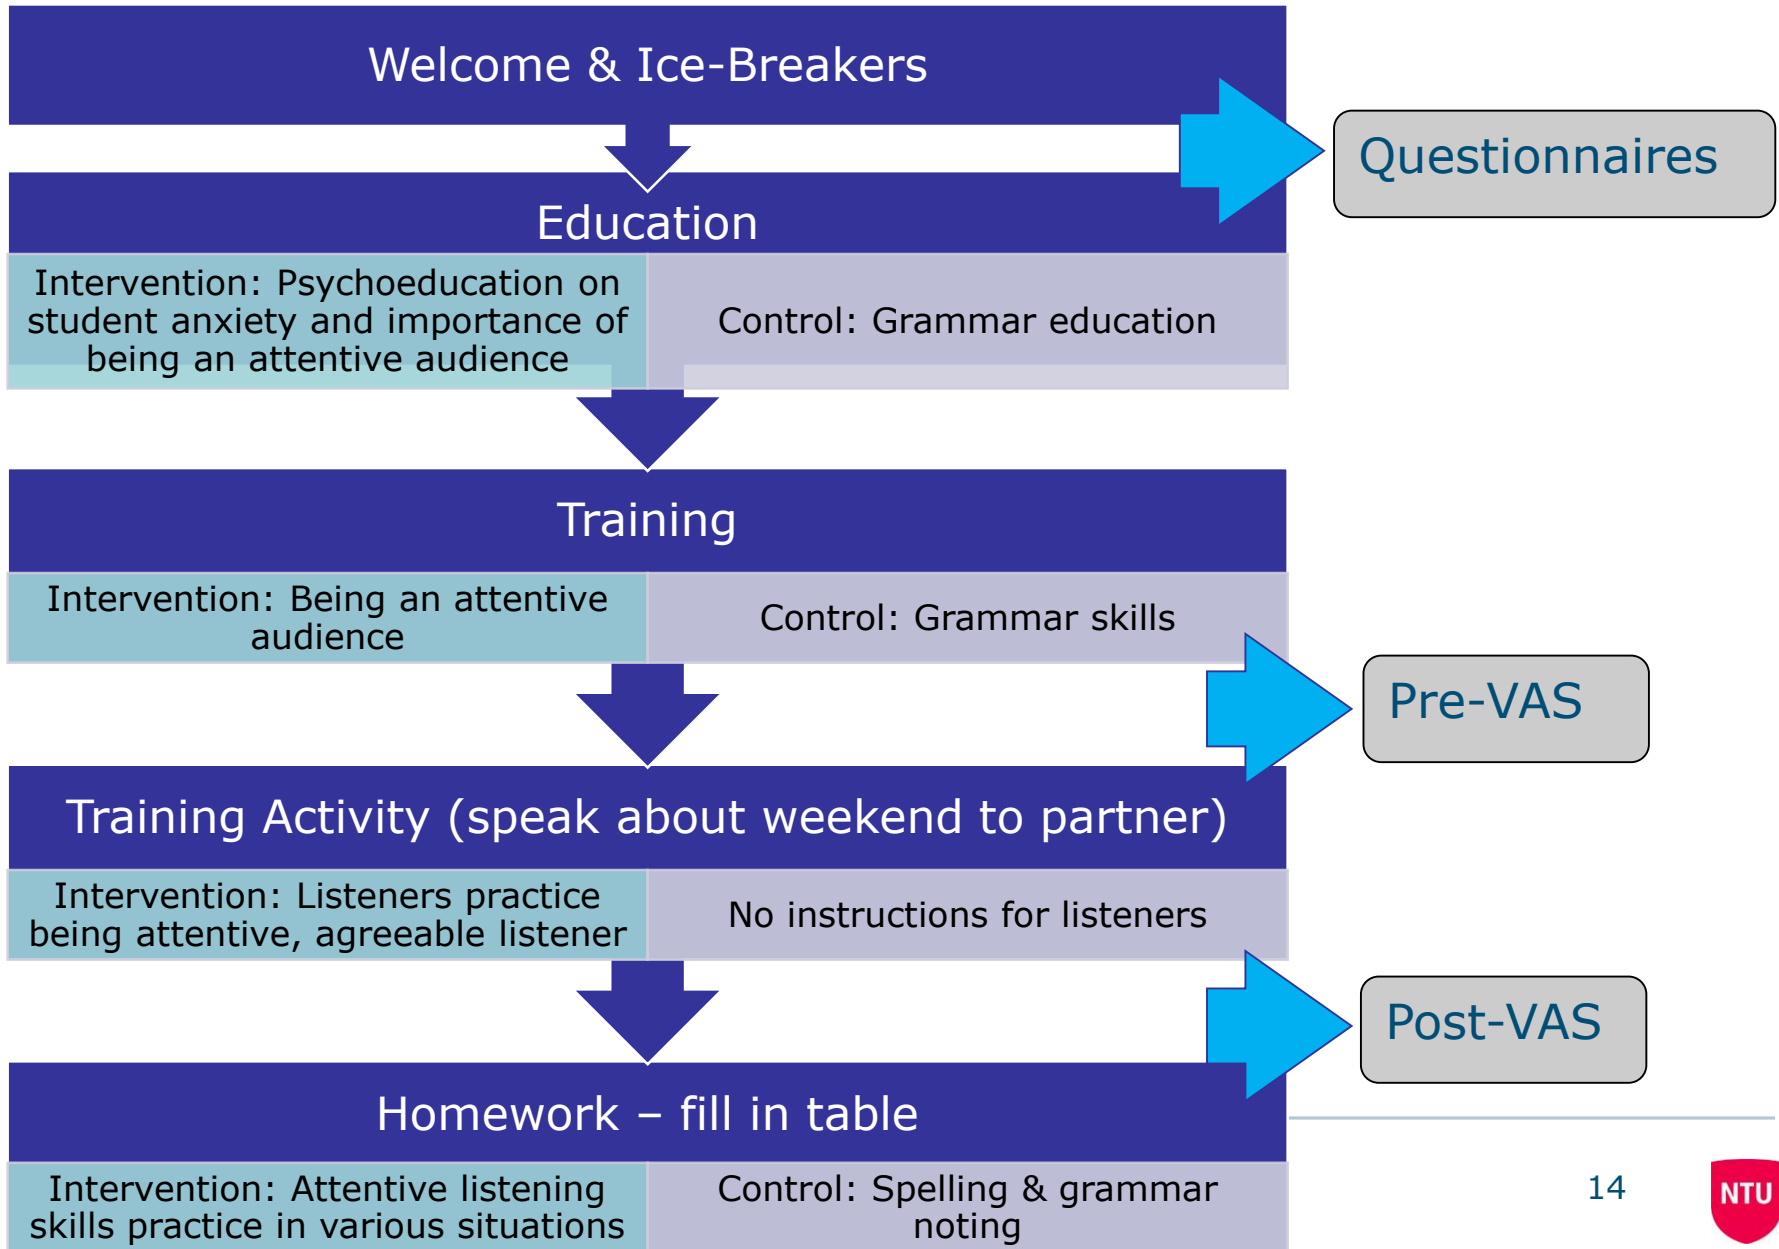 Welcome & Ice-Breakers
Questionnaires
Education
Intervention: Psychoeducation on
student anxiety and importance of
being an attentive audience
Control: Grammar education
Training
Intervention: Being an attentive
audience
Control: Grammar skills
Pre-VAS
Training Activity (speak about weekend to partner)
Intervention: Listeners practice
being attentive, agreeable listener
No instructions for listeners
Post-VAS
Homework – fill in table
Intervention: Attentive listening
skills practice in various situations
Control: Spelling & grammar
noting
14
NTU